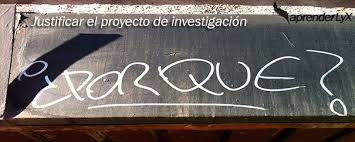 Justificar el proyecto de investigación
aprenderLyX
¿PORQUE?